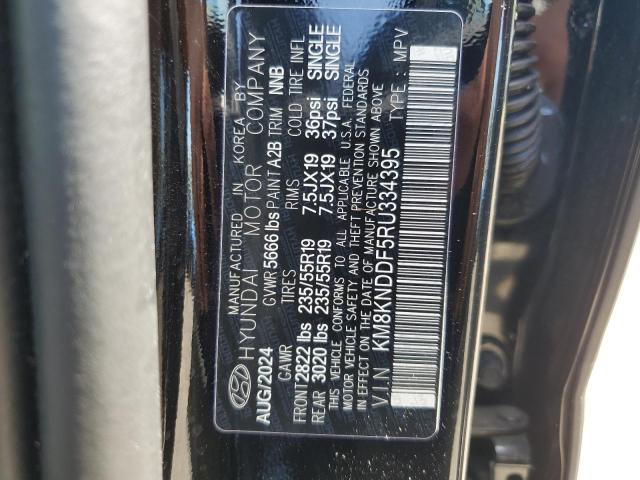 MANUFACTURED IN KOREA BY
HYUNDAI MOTOR COMPANY
AUG/2024 GVWR 5666 lbs PAINT A2B TRIM NNB
GAWR TIRES RIMS COLD TIRE INFL
FRONT 2822 lbs 235/55R19 7.5JX19 36psi SINGLE
REAR 3020 lbs 235/55R19 7.5JX19 37psi SINGLE
THIS VEHICLE CONFORMS TO ALL APPLICABLE U.S.A. FEDERAL
MOTOR VEHICLE SAFETY AND THEFT PREVENTION STANDARDS
IN EFFECT ON THE DATE OF MANUFACTURE SHOWN ABOVE
V.I.N KM8KNDDF5RU334395 TYPE : MPV